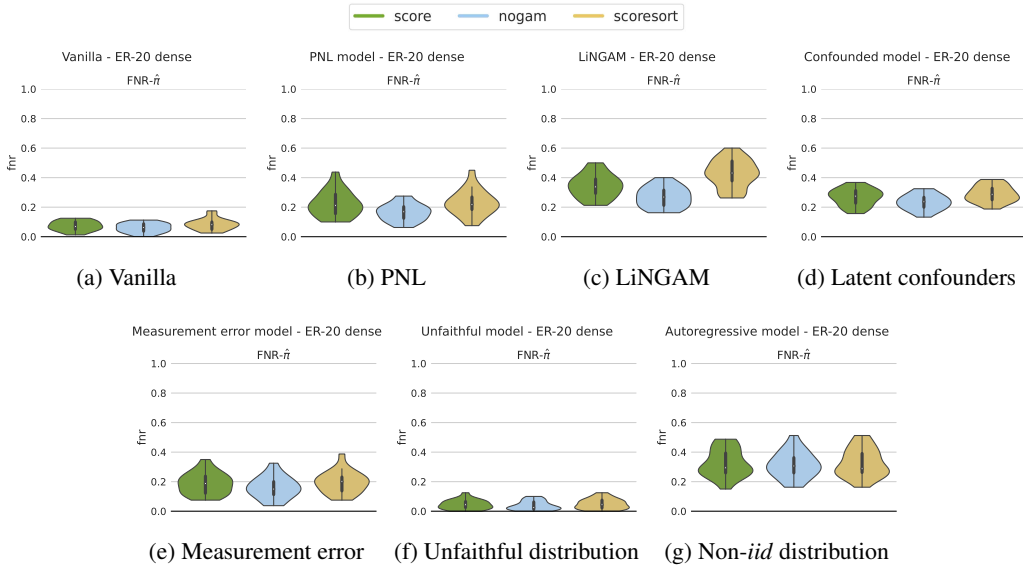 score nogam scoresort
Vanilla - ER-20 dense PNL model - ER-20 dense LiNGAM - ER-20 dense Confounded model - ER-20 dense
FNR-π̂ FNR-π̂ FNR-π̂ FNR-π̂
1.0 1.0 1.0 1.0
0.8 0.8 0.8 0.8
0.6 0.6 0.6 0.6
fnr fnr fnr fnr
0.4 0.4 0.4 0.4
0.2 0.2 0.2 0.2
0.0 0.0 0.0 0.0
(a) Vanilla (b) PNL (c) LiNGAM (d) Latent confounders
Measurement error model - ER-20 dense Unfaithful model - ER-20 dense Autoregressive model - ER-20 dense
FNR-π̂ FNR-π̂ FNR-π̂
1.0 1.0 1.0
0.8 0.8 0.8
0.6 0.6 0.6
fnr fnr fnr
0.4 0.4 0.4
0.2 0.2 0.2
0.0 0.0 0.0
(e) Measurement error (f) Unfaithful distribution (g) Non-iid distribution